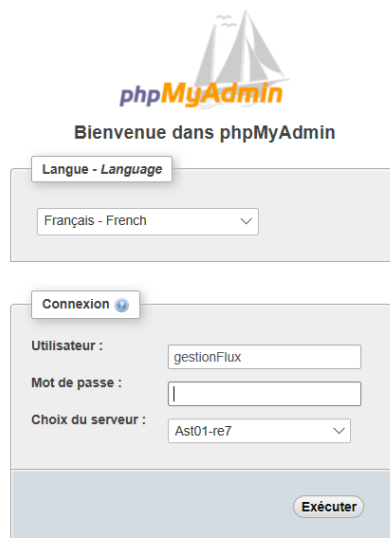 phpMyAdmin
Bienvenue dans phpMyAdmin
Langue - Language
Français - French
Connexion
Utilisateur :
gestionFlux
Mot de passe :
Choix du serveur :
Ast01-re7
Exécuter